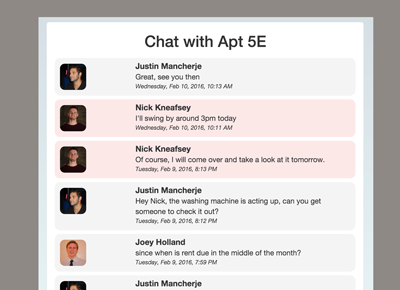 Chat with Apt 5E
Justin Mancherje
Great, see you then
Wednesday, Feb 10, 2016, 10:13 AM
Nick Kneafsey
I'll swing by around 3pm today
Wednesday, Feb 10, 2016, 10:11 AM
Nick Kneafsey
Of course, I will come over and take a look at it tomorrow.
Tuesday, Feb 9, 2016, 8:13 PM
Justin Mancherje
Hey Nick, the washing machine is acting up, can you get
someone to check it out?
Tuesday, Feb 9, 2016, 8:12 PM
Joey Holland
since when is rent due in the middle of the month?
Tuesday, Feb 9, 2016, 7:59 PM
Justin Mancherje